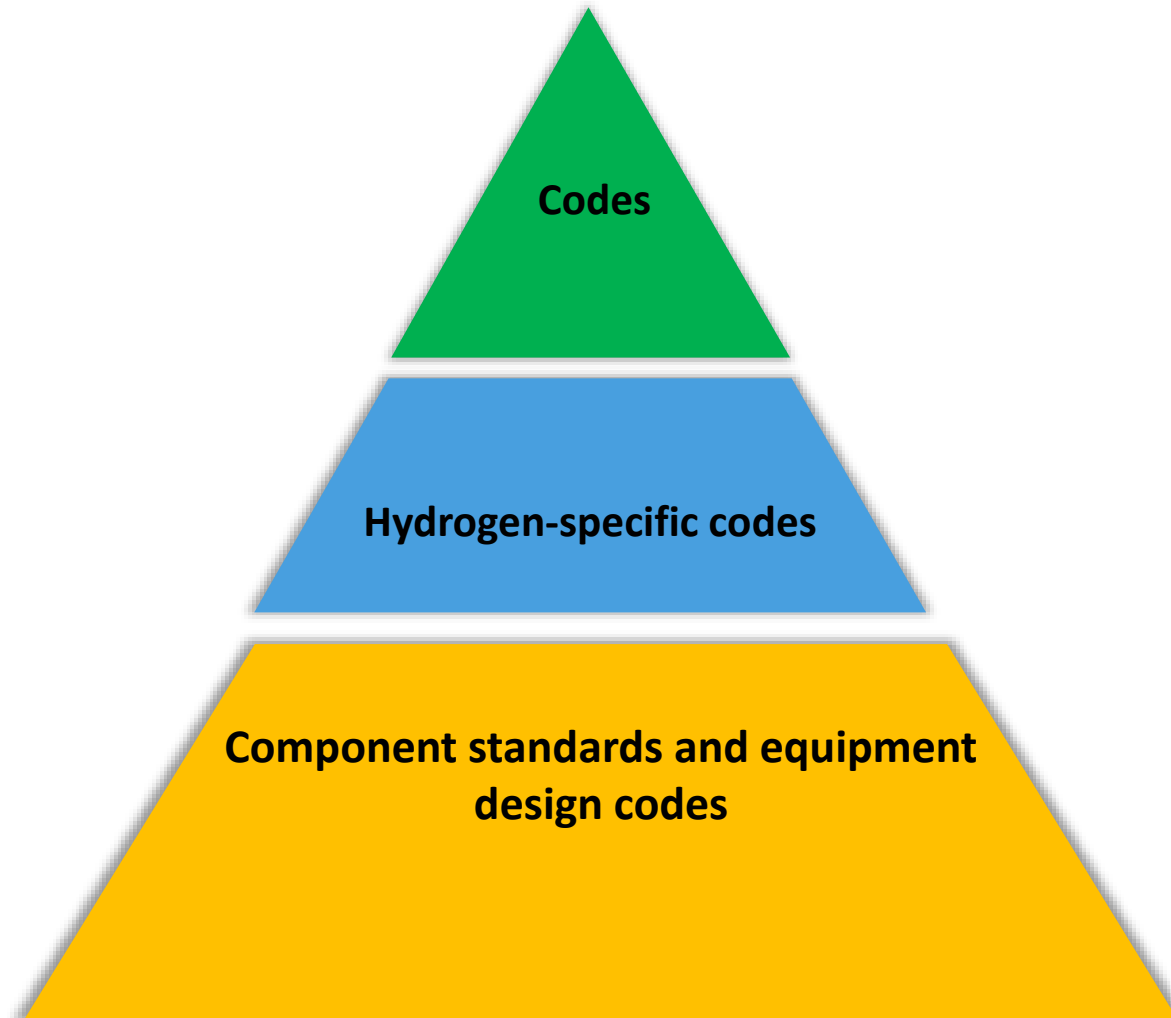 Codes
Hydrogen-specific codes
Component standards and equipment
design codes